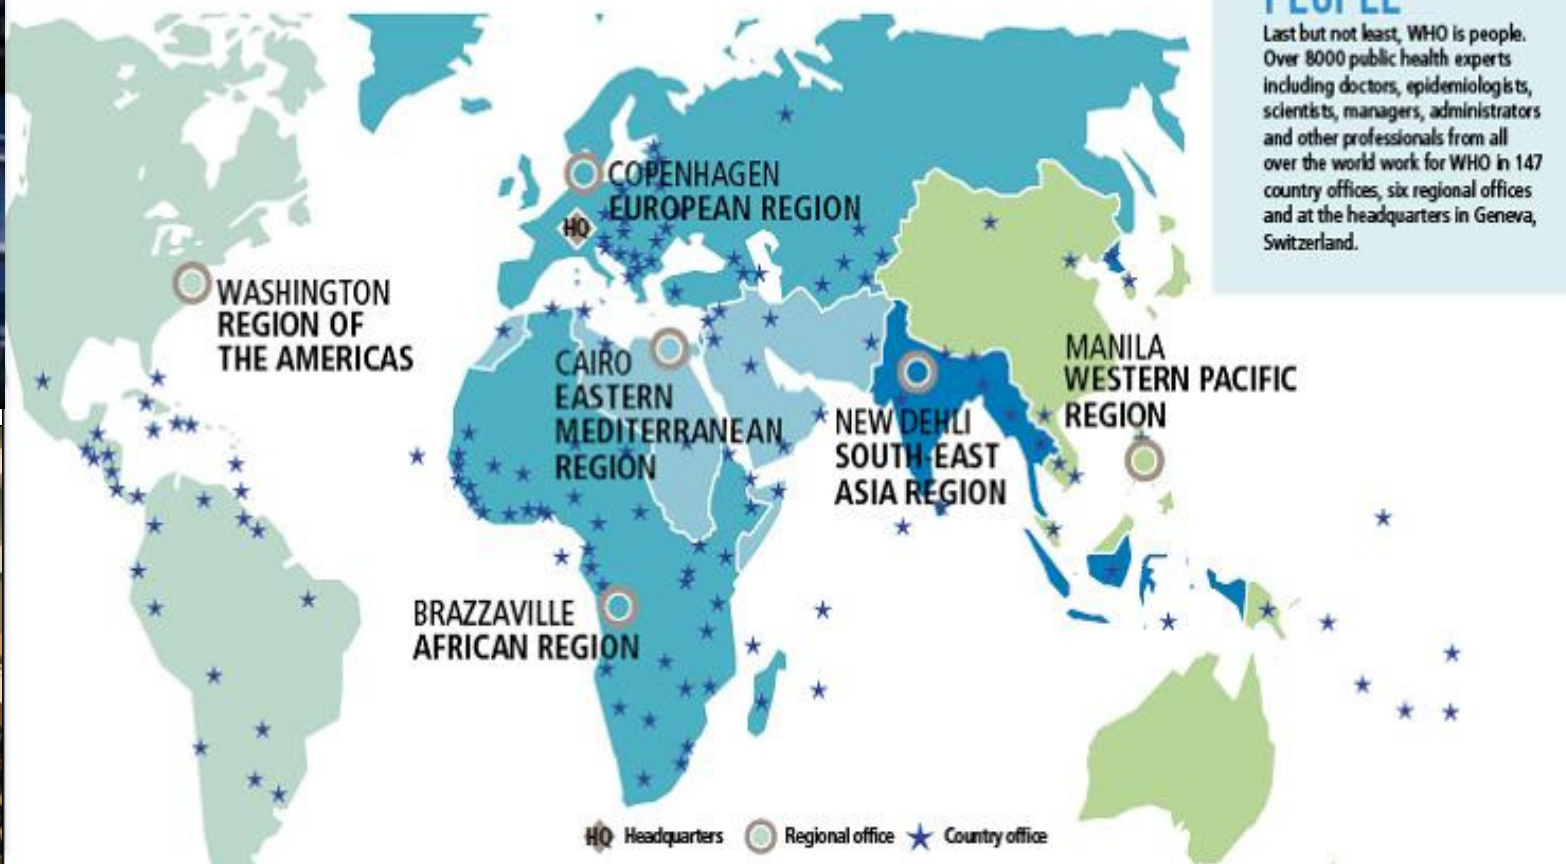 PEOPLE
Last but not least, WHO is people.
Over 8000 public health experts
including doctors, epidemiologists,
scientists, managers, administrators
and other professionals from all
over the world work for WHO in 147
country offices, six regional offices
and at the headquarters in Geneva,
Switzerland.
COPENHAGEN
EUROPEAN REGION
HQ
WASHINGTON
REGION OF
THE AMERICAS
CAIRO
EASTERN
MEDITERRANEAN
REGION
MANILA
WESTERN PACIFIC
REGION
NEW DEHLI
SOUTH-EAST
ASIA REGION
BRAZZAVILLE
AFRICAN REGION
HQ Headquarters Regional office Country office